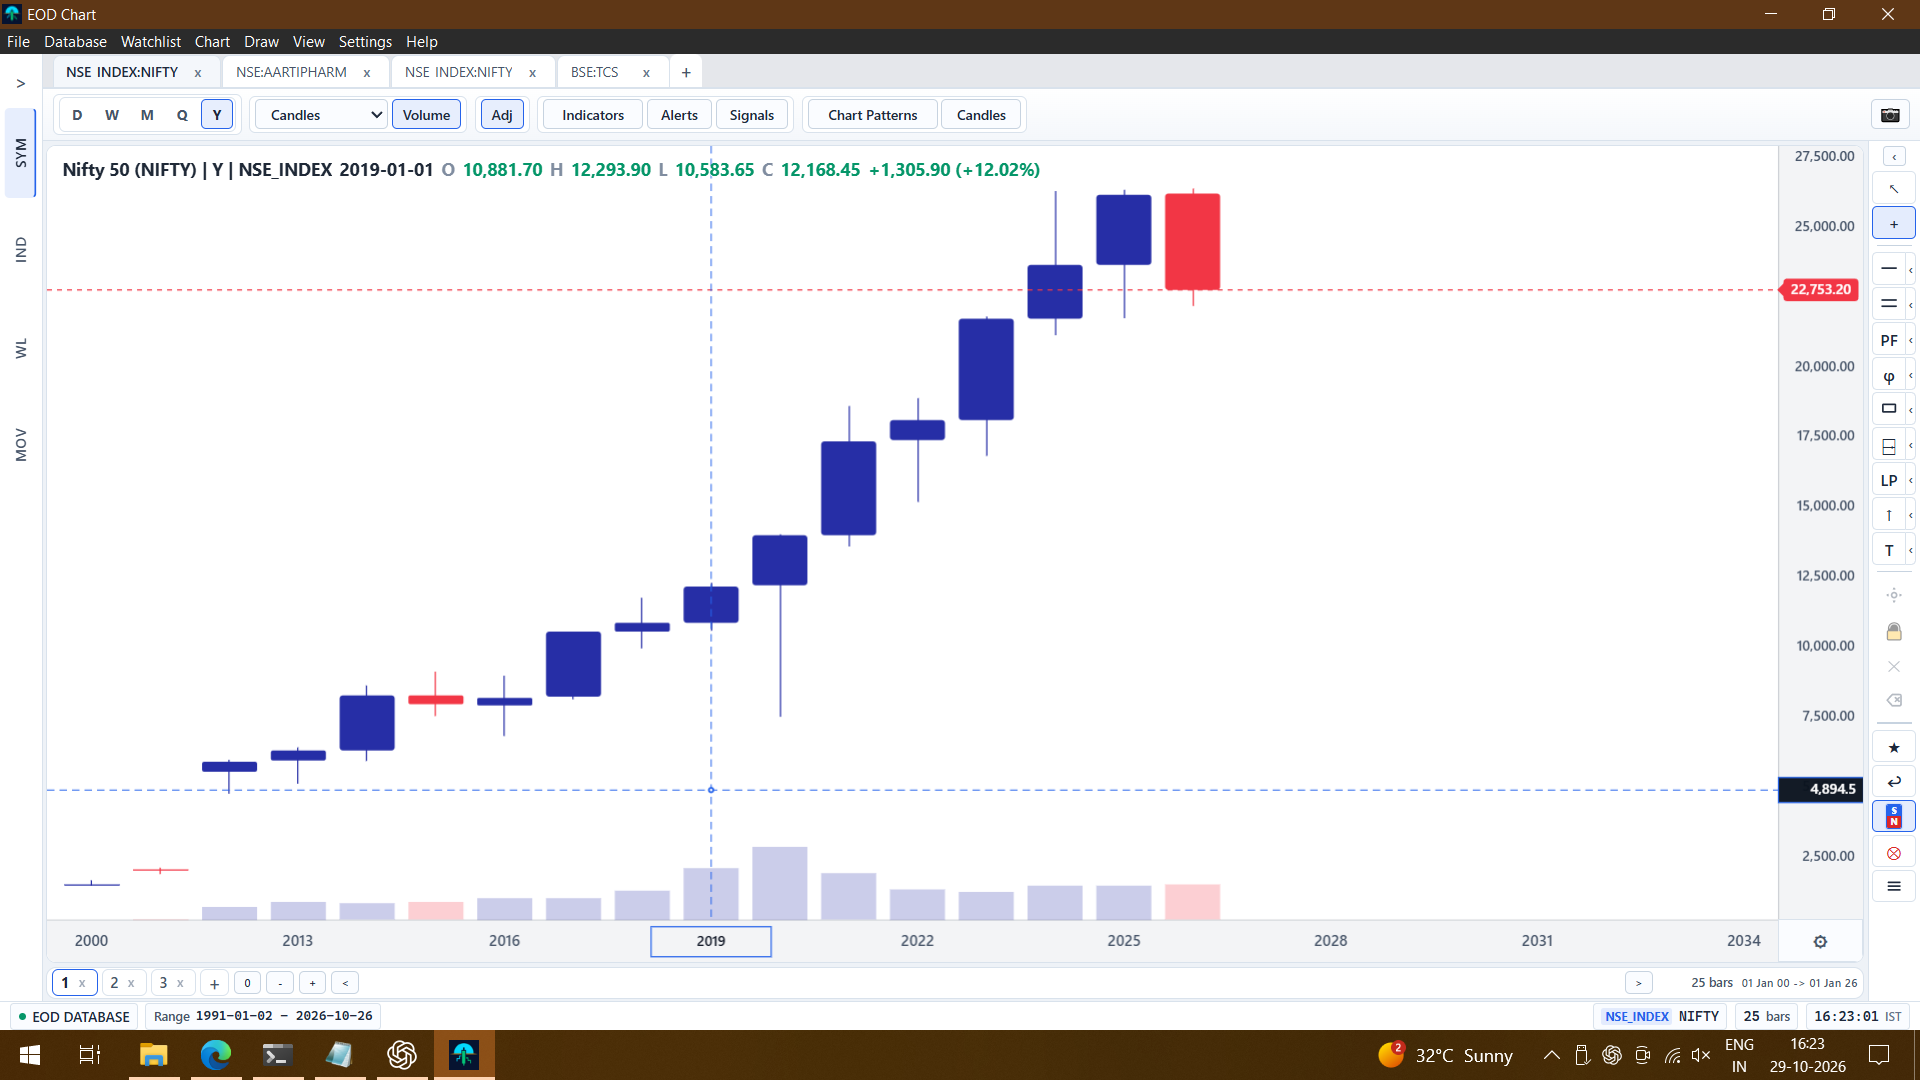 EOD Chart
File Database Watchlist Chart Draw View Settings Help
NSE INDEX:NIFTY x NSE:AARTIPHARM x NSE INDEX:NIFTY x BSE:TCS x +
>
D W M Q Y Candles Volume Adj Indicators Alerts Signals Chart Patterns Candles
SYM
IND
WL
MOV
Nifty 50 (NIFTY) | Y | NSE_INDEX 2019-01-01 O 10,881.70 H 12,293.90 L 10,583.65 C 12,168.45 +1,305.90 (+12.02%)
27,500.00
25,000.00
22,753.20
20,000.00
17,500.00
15,000.00
12,500.00
10,000.00
7,500.00
4,894.5
2,500.00
PF
φ
LP
T
S
N
2000 2013 2016 2019 2022 2025 2028 2031 2034
1 x 2 x 3 x + 0 - + < > 25 bars 01 Jan 00 -> 01 Jan 26
EOD DATABASE Range 1991-01-02 - 2026-10-26 NSE_INDEX NIFTY 25 bars 16:23:01 IST
2 32°C Sunny ENG 16:23
IN 29-10-2026